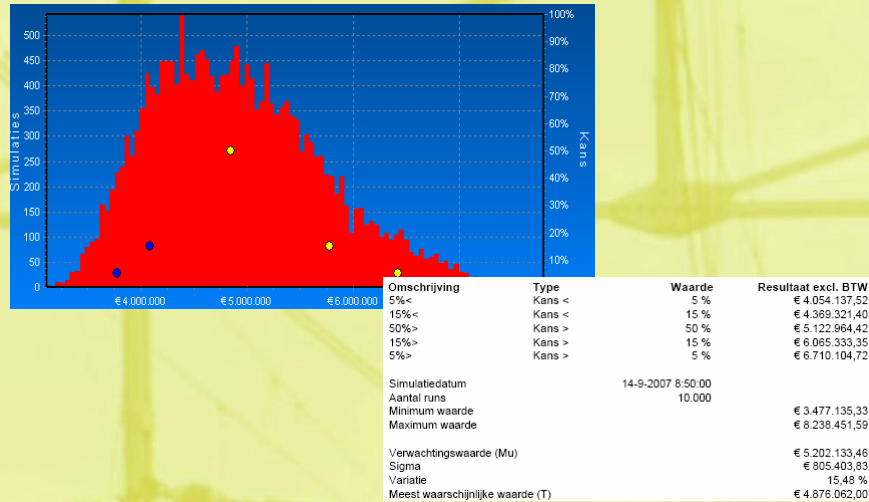 500
450
400
350
300
250
200
150
100
50
0
Simulaties
100%
90%
80%
70%
60%
50%
40%
30%
20%
10%
Kans
€ 4.000.000 € 5.000.000 € 6.000.000
Omschrijving Type Waarde Resultaat excl. BTW
5%< Kans < 5 % € 4.054.137,52
15%< Kans < 15 % € 4.369.321,40
50%> Kans > 50 % € 5.122.964,42
15%> Kans > 15 % € 6.065.333,35
5%> Kans > 5 % € 6.710.104,72
Simulatiedatum 14-9-2007 8:50:00
Aantal runs 10.000
Minimum waarde € 3.477.135,33
Maximum waarde € 8.238.451,59
Verwachtingswaarde (Mu) € 5.202.133,46
Sigma € 805.403,83
Variatie 15,48 %
Meest waarschijnlijke waarde (T) € 4.876.062,00